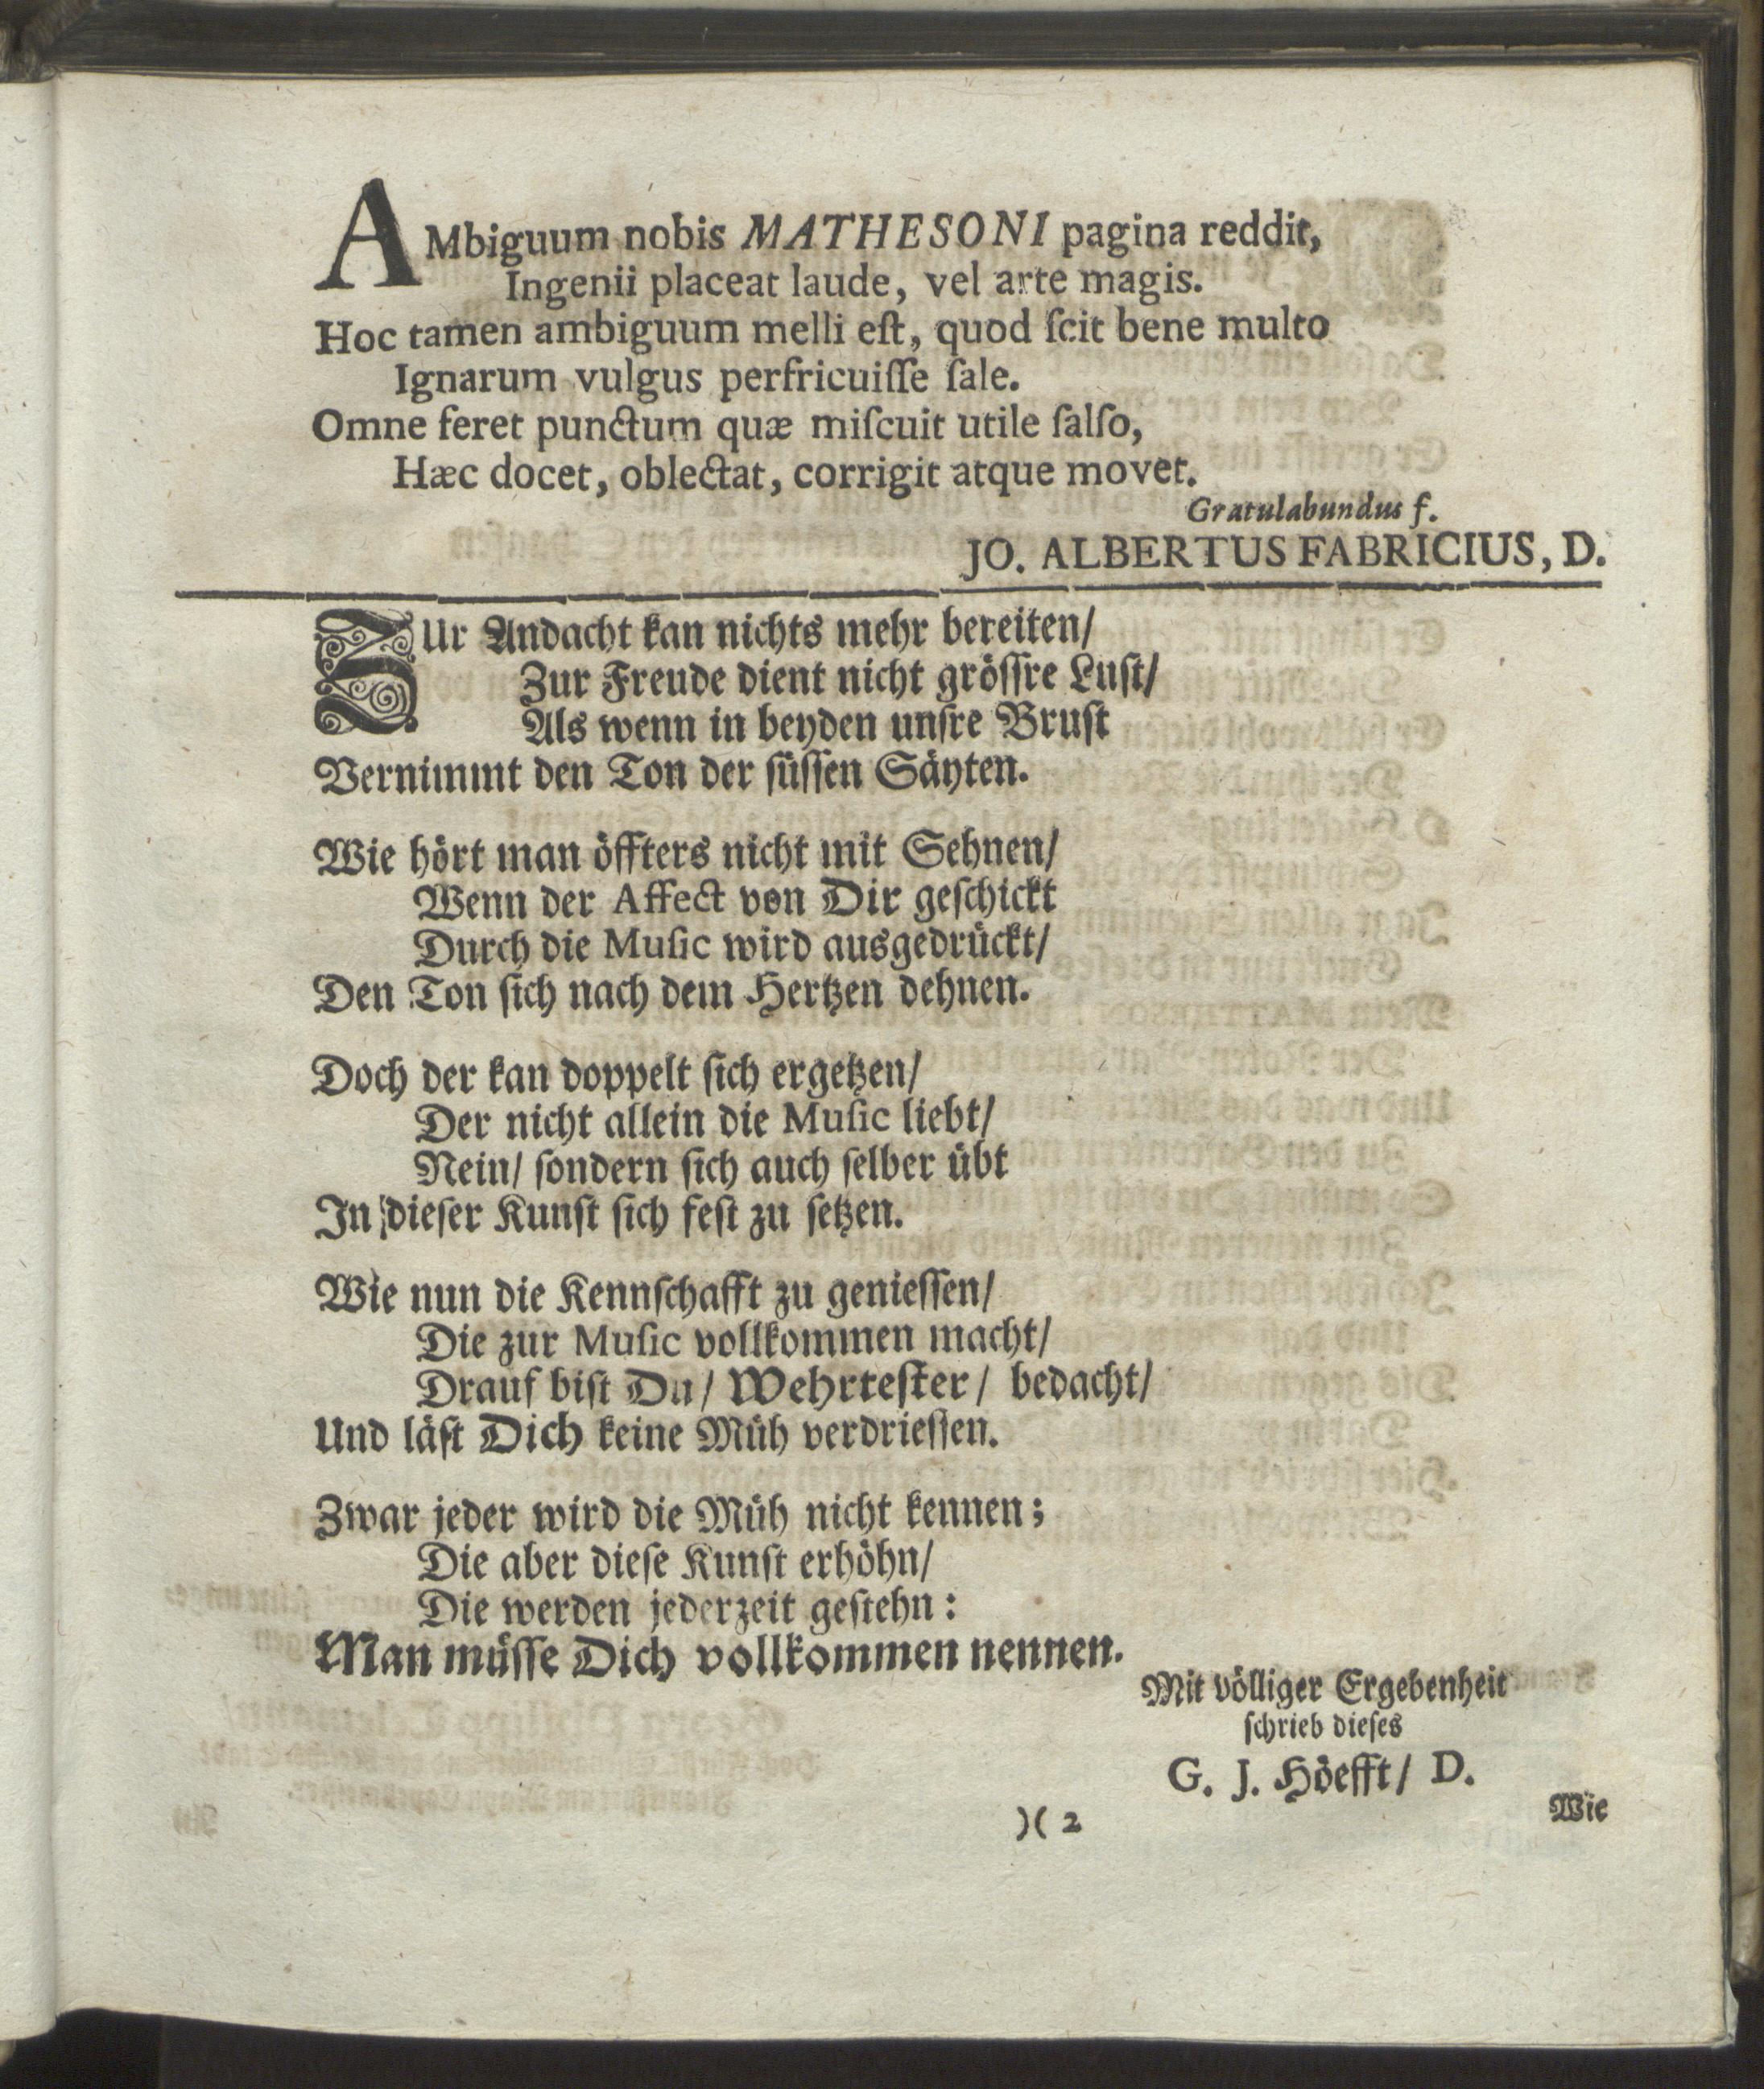 AMbiguum nobis MATHESONI pagina reddit,
Ingenii placeat laude, vel arte magis.
Hoc tamen ambiguum melli eſt, quod ſcit bene multo
Ignarum vulgus perfricuiſſe ſale.
Omne feret punctum quæ miſcuit utile ſalſo,
Hæc docet, oblectat, corrigit atque movet.
Gratulabundus f.
JO. ALBERTUS FABRICIUS, D.
ZUr Andacht kan nichts mehr bereiten/
Zur Freude dient nicht gröſſre Luſt/
Als wenn in beyden unſre Bruſt
Vernimmt den Ton der ſüſſen Säyten.
Wie hört man öffters nicht mit Sehnen/
Wenn der Affect von Dir geſchickt
Durch die Muſic wird ausgedrückt/
Den Ton ſich nach dem Hertzen dehnen.
Doch der kan doppelt ſich ergetzen/
Der nicht allein die Muſic liebt/
Nein/ ſondern ſich auch ſelber übt
In dieſer Kunſt ſich feſt zu ſetzen.
Wie nun die Kennſchafft zu genieſſen/
Die zur Muſic vollkommen macht/
Drauf biſt Du/ Wehrteſter/ bedacht/
Und läſt Dich keine Müh verdrieſſen.
Zwar jeder wird die Müh nicht kennen;
Die aber dieſe Kunſt erhöhn/
Die werden jederzeit geſtehn:
Man müſſe Dich vollkommen nennen.
Mit völliger Ergebenheit
ſchrieb dieſes
G. J. Höefft/ D.
)( 2
Wie